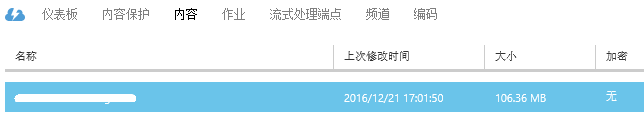 仪表板 内容保护 内容 作业 流式处理端点 频道 编码
名称 上次修改时间 大小 加密
2016/12/21 17:01:50 106.36 MB 无